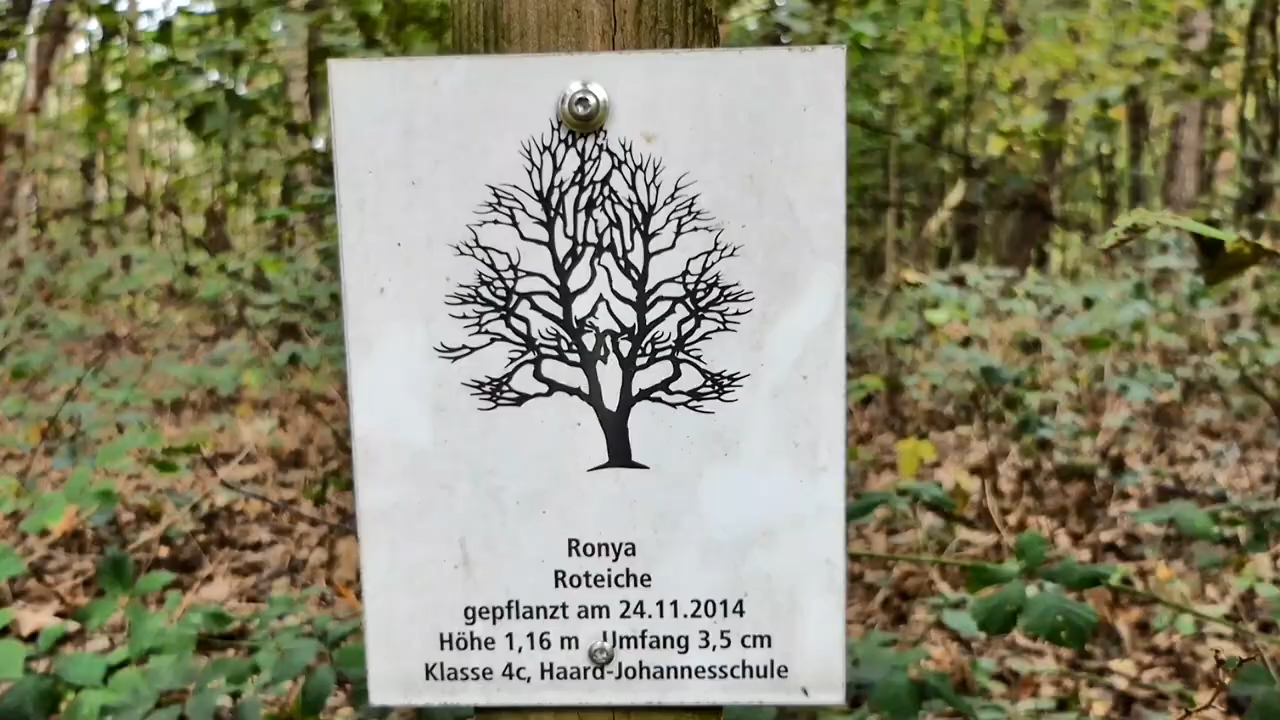 Ronya
Roteiche
gepflanzt am 24.11.2014
Höhe 1,16 m Umfang 3,5 cm
Klasse 4c, Haard-Johannesschule